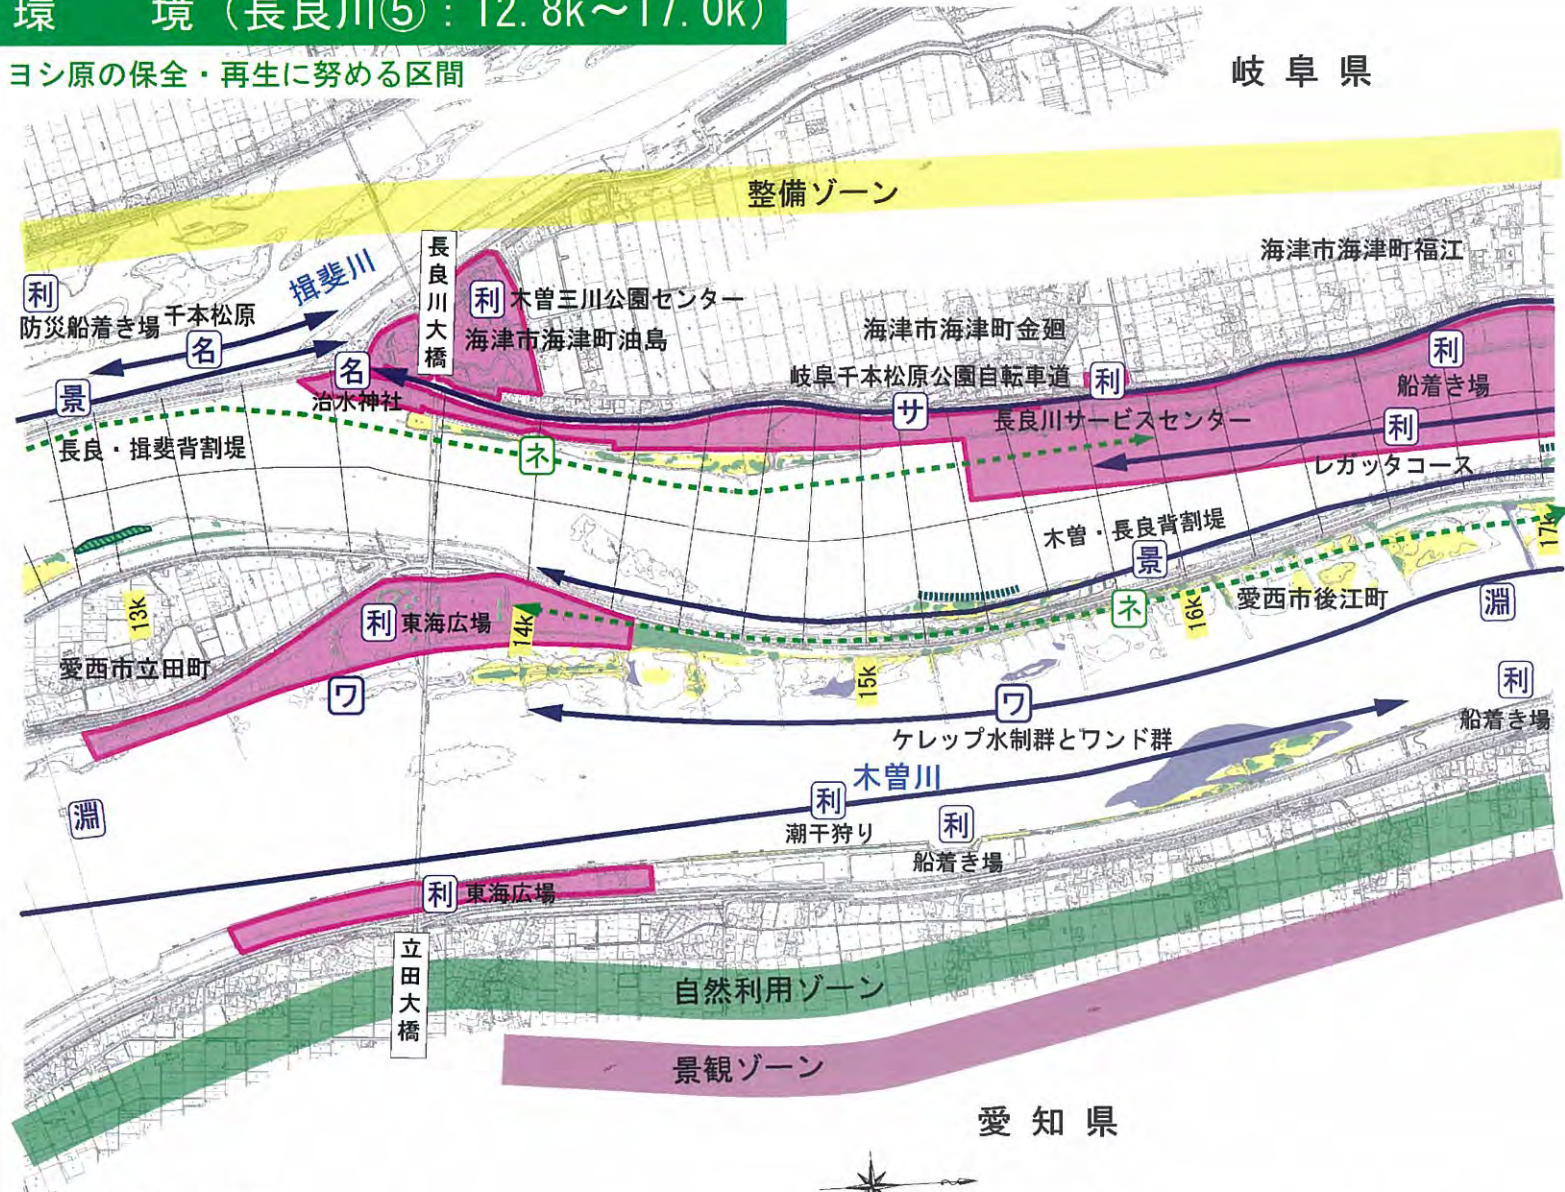 環　　境（長良川⑤：12.8k～17.0k）
ヨシ原の保全・再生に努める区間
岐阜県
整備ゾーン
海津市海津町福江
揖斐川
長良川大橋
利
防災船着き場
千本松原
名
利 木曽三川公園センター
海津市海津町油島
海津市海津町金廻
岐阜千本松原公園自転車道
利
利
船着き場
景
名
治水神社
サ
長良川サービスセンター
利
レガッタコース
長良・揖斐背割堤
ネ
木曽・長良背割堤
景
17k
13k
利 東海広場
14k
ネ
16k
愛西市後江町
淵
愛西市立田町
ワ
15k
ワ
ケレップ水制群とワンド群
利
船着き場
淵
木曽川
利
潮干狩り
利
船着き場
利 東海広場
立田大橋
自然利用ゾーン
景観ゾーン
愛知県